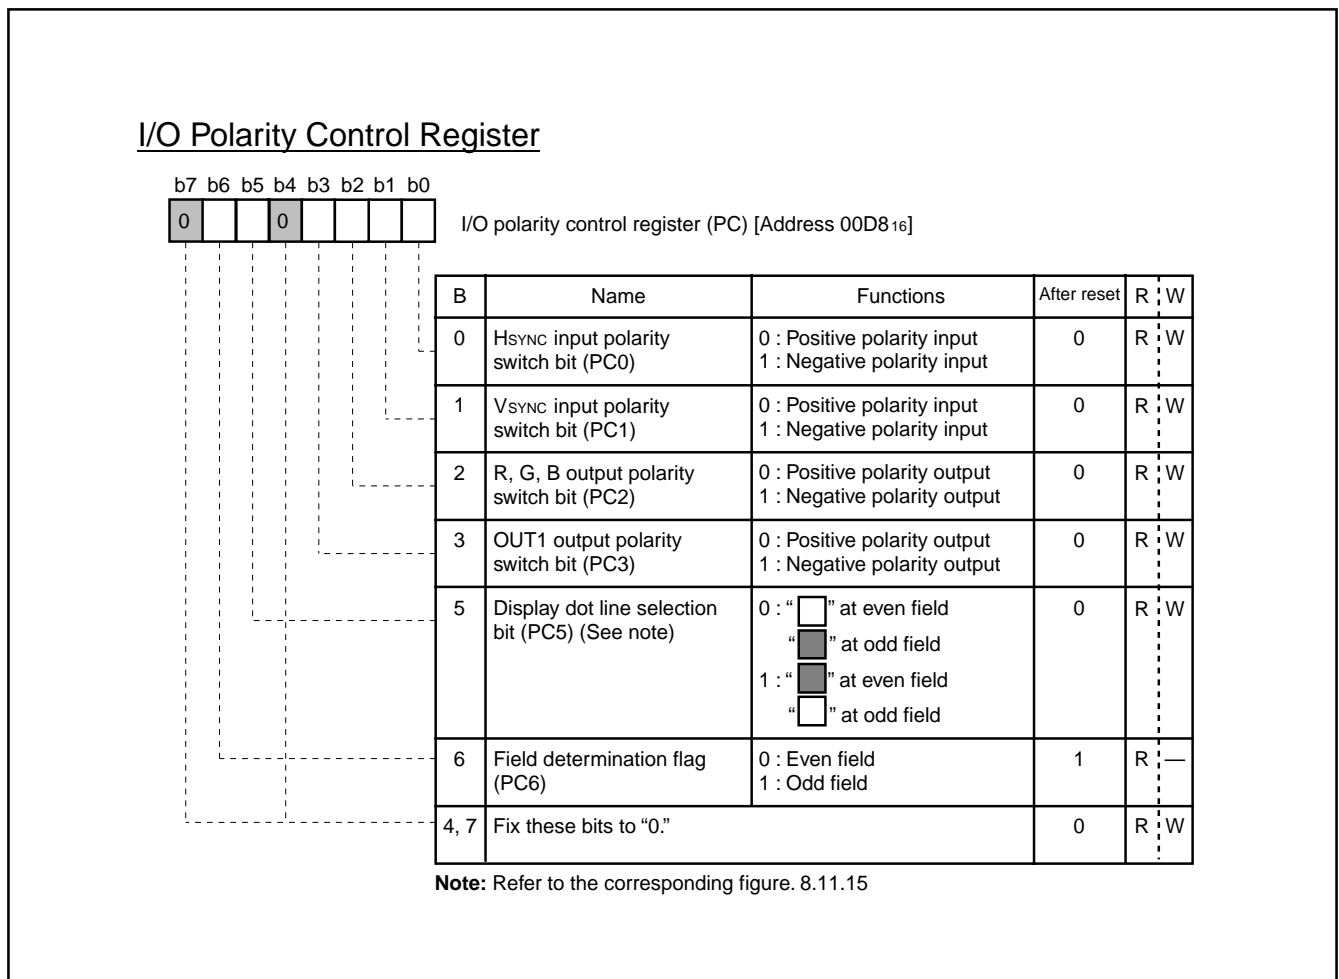 I/O Polarity Control Register
b7 b6 b5 b4 b3 b2 b1 b0
0 0
I/O polarity control register (PC) [Address 00D816]
B Name Functions After reset R W
0 HSYNC input polarity switch bit (PC0) 0 : Positive polarity input 1 : Negative polarity input 0 R W
1 VSYNC input polarity switch bit (PC1) 0 : Positive polarity input 1 : Negative polarity input 0 R W
2 R, G, B output polarity switch bit (PC2) 0 : Positive polarity output 1 : Negative polarity output 0 R W
3 OUT1 output polarity switch bit (PC3) 0 : Positive polarity output 1 : Negative polarity output 0 R W
5 Display dot line selection bit (PC5) (See note) 0 : “ ” at even field “ ” at odd field 1 : “ ” at even field “ ” at odd field 0 R W
6 Field determination flag (PC6) 0 : Even field 1 : Odd field 1 R —
4, 7 Fix these bits to “0.” 0 R W
Note: Refer to the corresponding figure. 8.11.15